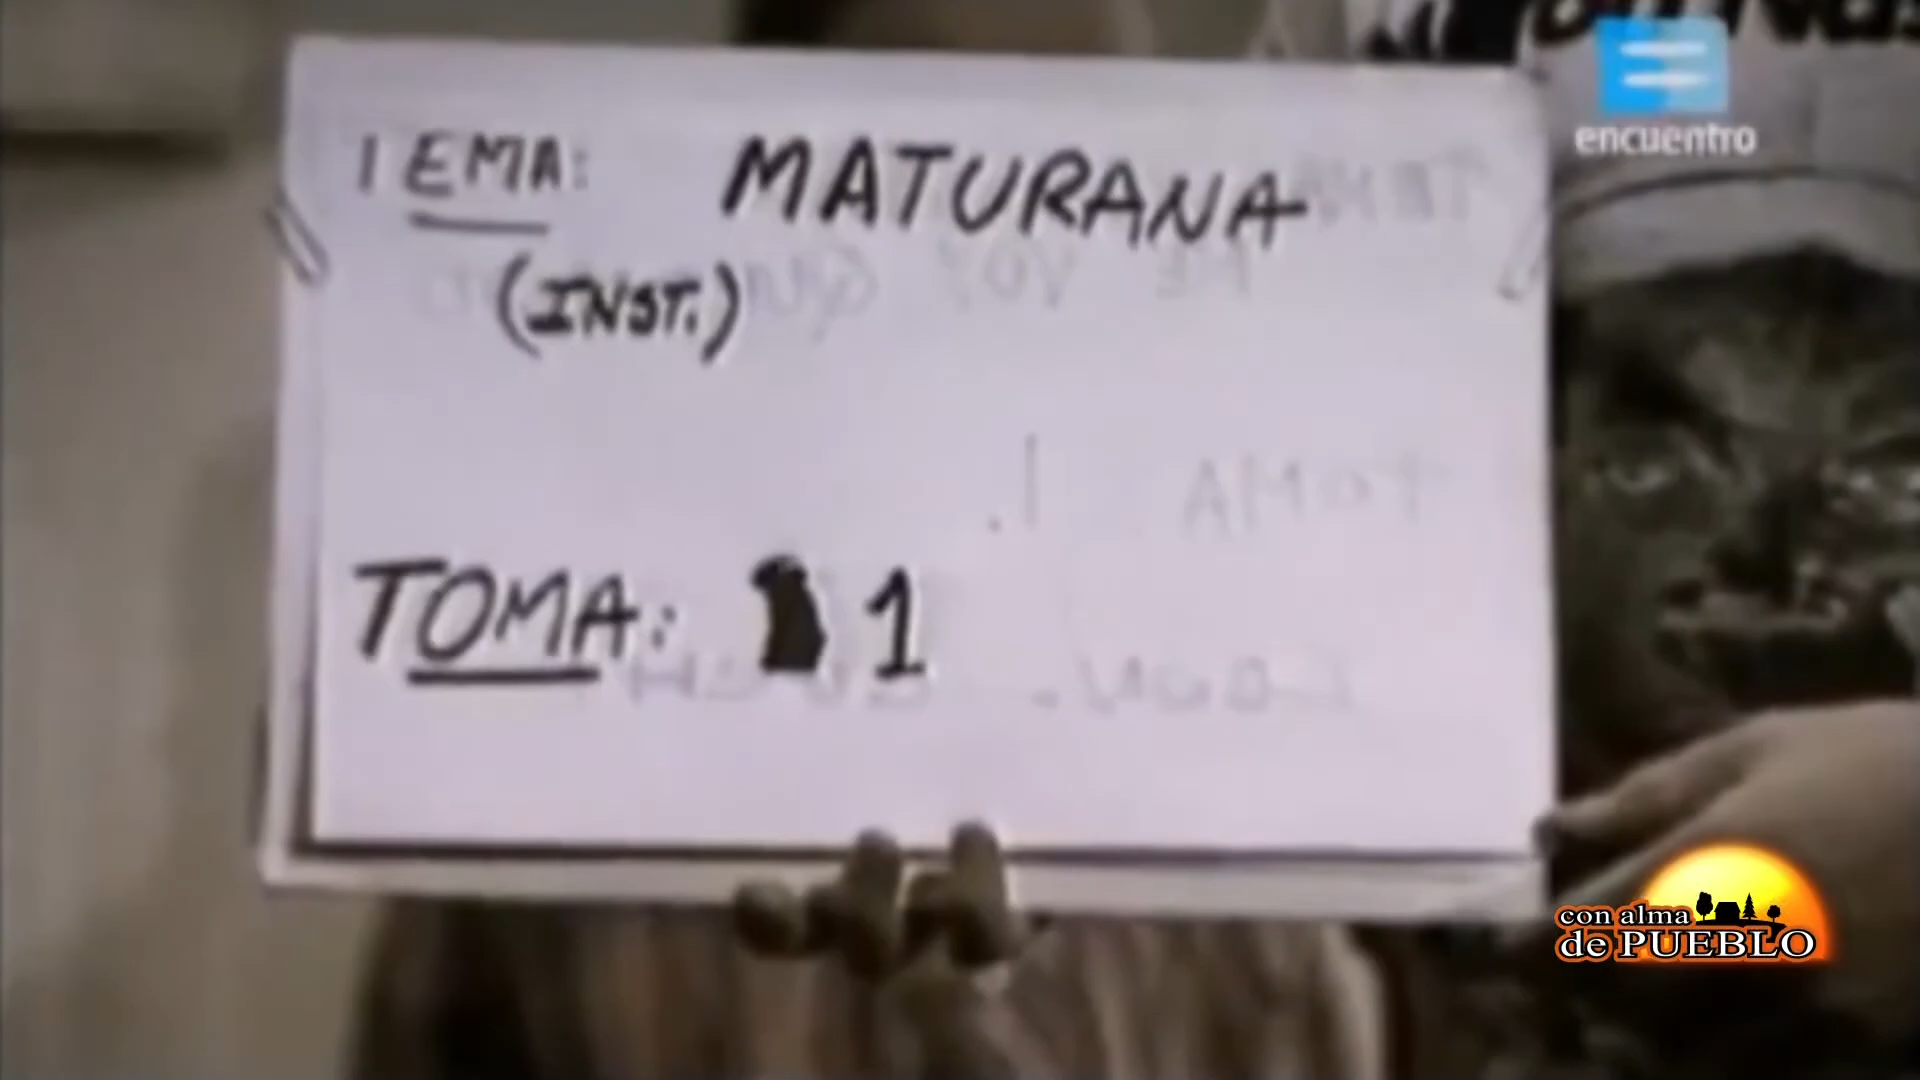 encuentro
TEMA: MATURANA
(INST.)
TOMA: 1
con alma
de PUEBLO